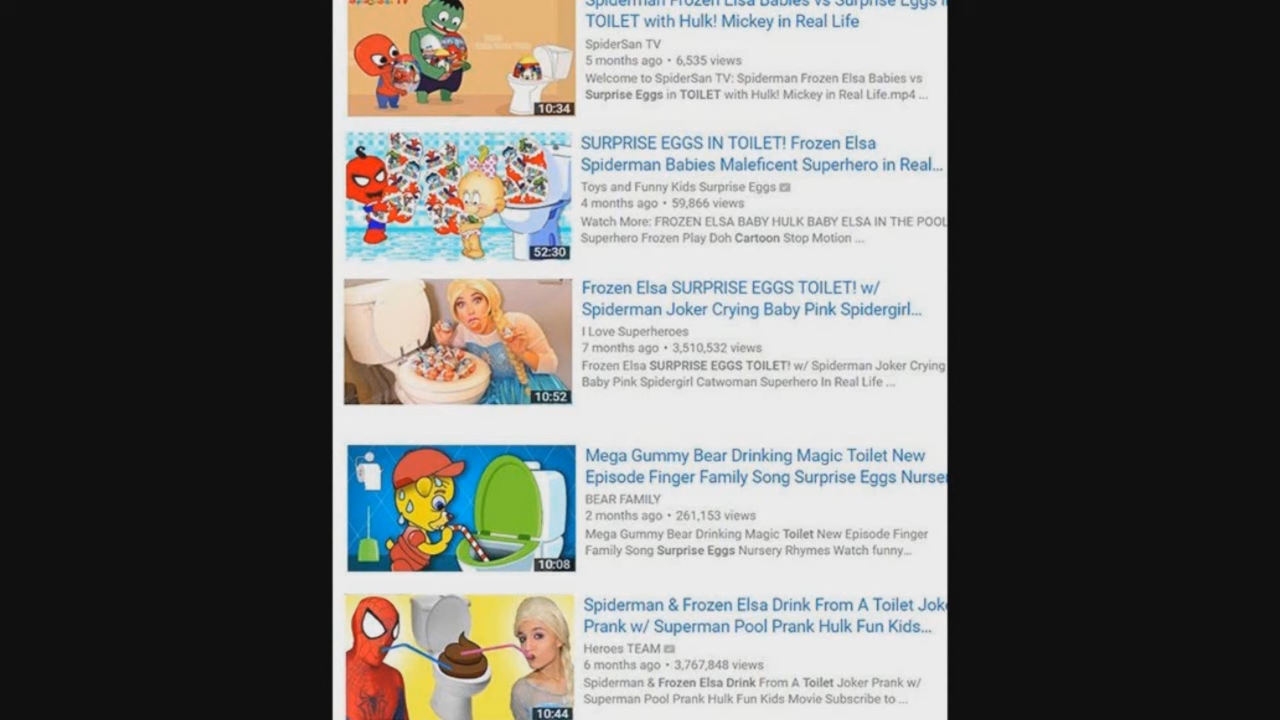 Spiderman Frozen Elsa Babies vs Surprise Eggs i
TOILET with Hulk! Mickey in Real Life
SpiderSan TV
5 months ago • 6,535 views
Welcome to SpiderSan TV: Spiderman Frozen Elsa Babies vs
Surprise Eggs in TOILET with Hulk! Mickey in Real Life.mp4 ...
10:34
SURPRISE EGGS IN TOILET! Frozen Elsa
Spiderman Babies Maleficent Superhero in Real...
Toys and Funny Kids Surprise Eggs
4 months ago • 59,866 views
Watch More: FROZEN ELSA BABY HULK BABY ELSA IN THE POOL
Superhero Frozen Play Doh Cartoon Stop Motion ...
52:30
Frozen Elsa SURPRISE EGGS TOILET! w/
Spiderman Joker Crying Baby Pink Spidergirl...
I Love Superheroes
7 months ago • 3,510,532 views
Frozen Elsa SURPRISE EGGS TOILET! w/ Spiderman Joker Crying
Baby Pink Spidergirl Catwoman Superhero In Real Life ...
10:52
Mega Gummy Bear Drinking Magic Toilet New
Episode Finger Family Song Surprise Eggs Nurser
BEAR FAMILY
2 months ago • 261,153 views
Mega Gummy Bear Drinking Magic Toilet New Episode Finger
Family Song Surprise Eggs Nursery Rhymes Watch funny...
10:08
Spiderman & Frozen Elsa Drink From A Toilet Jok
Prank w/ Superman Pool Prank Hulk Fun Kids...
Heroes TEAM
6 months ago • 3,767,848 views
Spiderman & Frozen Elsa Drink From A Toilet Joker Prank w/
Superman Pool Prank Hulk Fun Kids Movie Subscribe to ...
10:44